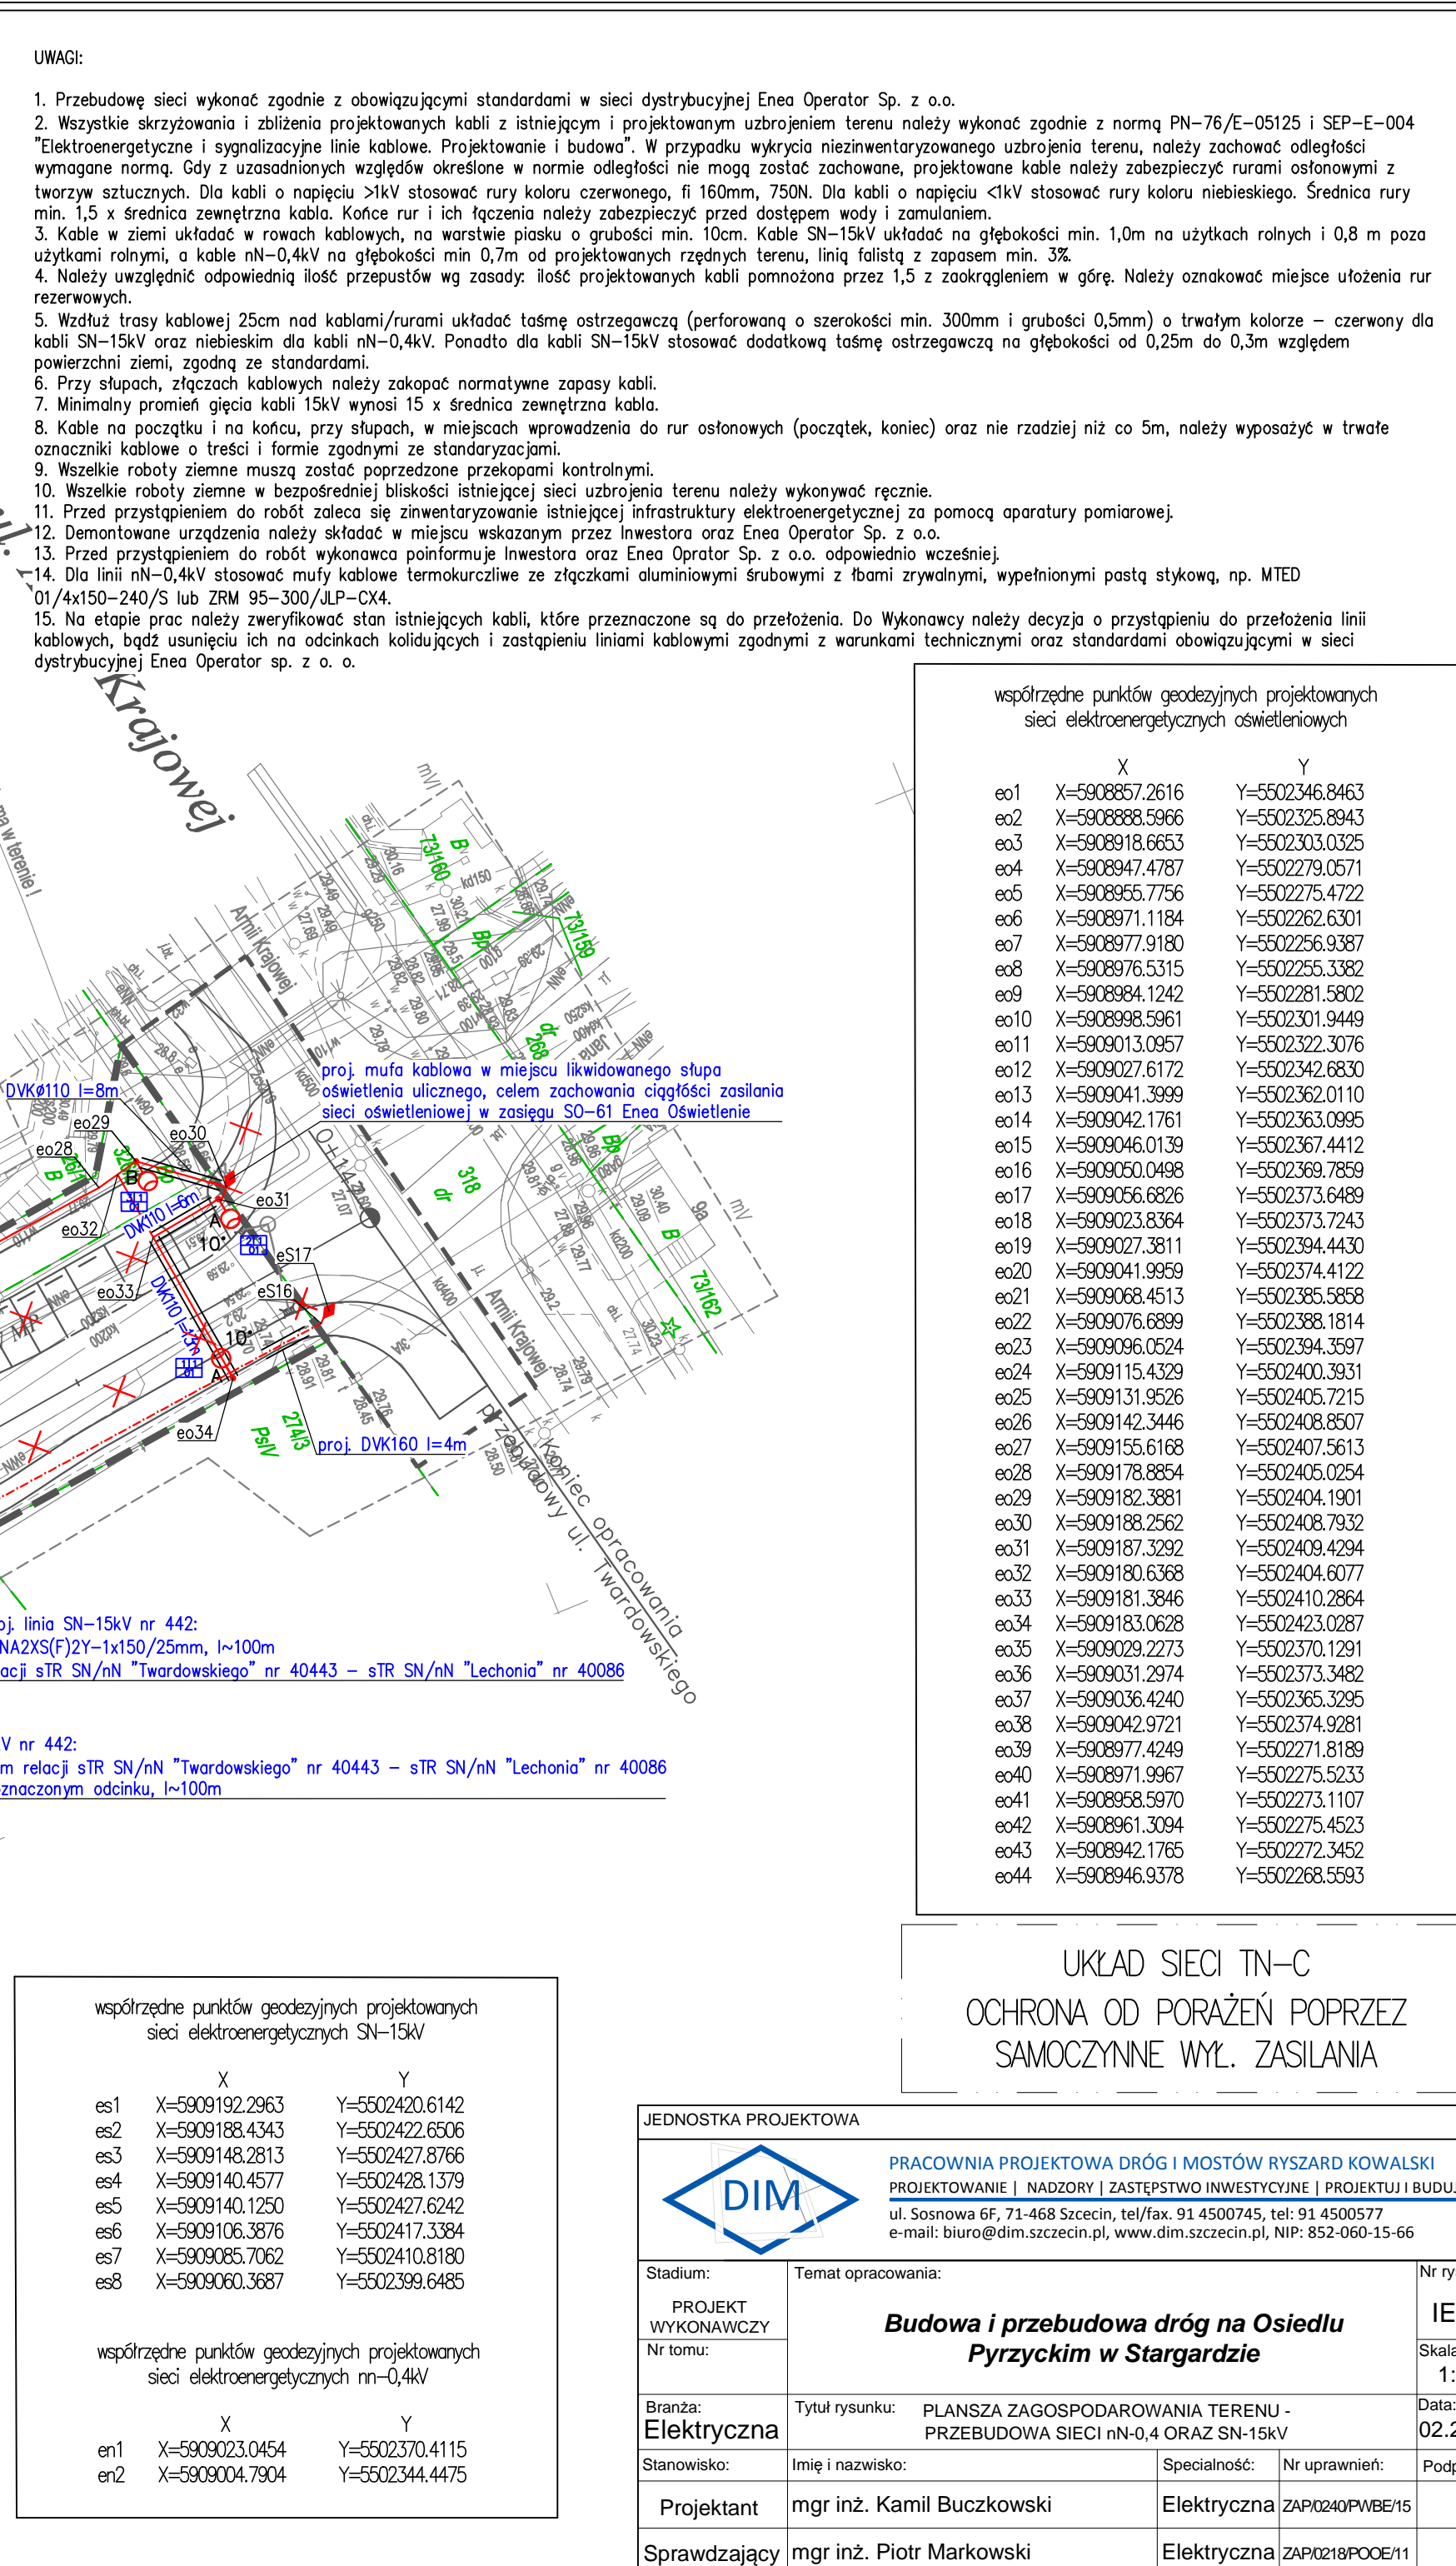 UWAGI:
1. Przebudowę sieci wykonać zgodnie z obowiązującymi standardami w sieci dystrybucyjnej Enea Operator Sp. z o.o.
2. Wszystkie skrzyżowania i zbliżenia projektowanych kabli z istniejącym i projektowanym uzbrojeniem terenu należy wykonać zgodnie z normą PN-76/E-05125 i SEP-E-004
"Elektroenergetyczne i sygnalizacyjne linie kablowe. Projektowanie i budowa". W przypadku wykrycia niezinwentaryzowanego uzbrojenia terenu, należy zachować odległości
wymagane normą. Gdy z uzasadnionych względów określone w normie odległości nie mogą zostać zachowane, projektowane kable należy zabezpieczyć rurami osłonowymi z
tworzyw sztucznych. Dla kabli o napięciu >1kV stosować rury koloru czerwonego, fi 160mm, 750N. Dla kabli o napięciu <1kV stosować rury koloru niebieskiego. Średnica rury
min. 1,5 x średnica zewnętrzna kabla. Końce rur i ich łączenia należy zabezpieczyć przed dostępem wody i zamulaniem.
3. Kable w ziemi układać w rowach kablowych, na warstwie piasku o grubości min. 10cm. Kable SN-15kV układać na głębokości min. 1,0m na użytkach rolnych i 0,8 m poza
użytkami rolnymi, a kable nN-0,4kV na głębokości min 0,7m od projektowanych rzędnych terenu, linią falistą z zapasem min. 3%.
4. Należy uwzględnić odpowiednią ilość przepustów wg zasady: ilość projektowanych kabli pomnożona przez 1,5 z zaokrągleniem w górę. Należy oznakować miejsce ułożenia rur
rezerwowych.
5. Wzdłuż trasy kablowej 25cm nad kablami/rurami układać taśmę ostrzegawczą (perforowaną o szerokości min. 300mm i grubości 0,5mm) o trwałym kolorze – czerwony dla
kabli SN-15kV oraz niebieskim dla kabli nN-0,4kV. Ponadto dla kabli SN-15kV stosować dodatkową taśmę ostrzegawczą na głębokości od 0,25m do 0,3m względem
powierzchni ziemi, zgodną ze standardami.
6. Przy słupach, złączach kablowych należy zakopać normatywne zapasy kabli.
7. Minimalny promień gięcia kabli 15kV wynosi 15 x średnica zewnętrzna kabla.
8. Kable na początku i na końcu, przy słupach, w miejscach wprowadzenia do rur osłonowych (początek, koniec) oraz nie rzadziej niż co 5m, należy wyposażyć w trwałe
oznaczniki kablowe o treści i formie zgodnymi ze standaryzacjami.
9. Wszelkie roboty ziemne muszą zostać poprzedzone przekopami kontrolnymi.
10. Wszelkie roboty ziemne w bezpośredniej bliskości istniejącej sieci uzbrojenia terenu należy wykonywać ręcznie.
11. Przed przystąpieniem do robót zaleca się zinwentaryzowanie istniejącej infrastruktury elektroenergetycznej za pomocą aparatury pomiarowej.
12. Demontowane urządzenia należy składać w miejscu wskazanym przez Inwestora oraz Enea Operator Sp. z o.o.
13. Przed przystąpieniem do robót wykonawca poinformuje Inwestora oraz Enea Oprator Sp. z o.o. odpowiednio wcześniej.
14. Dla linii nN-0,4kV stosować mufy kablowe termokurczliwe ze złączkami aluminiowymi śrubowymi z łbami zrywalnymi, wypełnionymi pastą stykową, np. MTED
01/4x150-240/S lub ZRM 95-300/JLP-CX4.
15. Na etapie prac należy zweryfikować stan istniejących kabli, które przeznaczone są do przełożenia. Do Wykonawcy należy decyzja o przystąpieniu do przełożenia linii
kablowych, bądź usunięciu ich na odcinkach kolidujących i zastąpieniu liniami kablowymi zgodnymi z warunkami technicznymi oraz standardami obowiązującymi w sieci
dystrybucyjnej Enea Operator sp. z o. o.
ul.
Krajowej
ma w terenie !
współrzędne punktów geodezyjnych projektowanych
sieci elektroenergetycznych oświetleniowych
X Y
eo1 X=5908857.2616 Y=5502346.8463
eo2 X=5908888.5966 Y=5502325.8943
eo3 X=5908918.6653 Y=5502303.0325
eo4 X=5908947.4787 Y=5502279.0571
eo5 X=5908955.7756 Y=5502275.4722
eo6 X=5908971.1184 Y=5502262.6301
eo7 X=5908977.9180 Y=5502256.9387
eo8 X=5908976.5315 Y=5502255.3382
eo9 X=5908984.1242 Y=5502281.5802
eo10 X=5908998.5961 Y=5502301.9449
eo11 X=5909013.0957 Y=5502322.3076
eo12 X=5909027.6172 Y=5502342.6830
eo13 X=5909041.3999 Y=5502362.0110
eo14 X=5909042.1761 Y=5502363.0995
eo15 X=5909046.0139 Y=5502367.4412
eo16 X=5909050.0498 Y=5502369.7859
eo17 X=5909056.6826 Y=5502373.6489
eo18 X=5909023.8364 Y=5502373.7243
eo19 X=5909027.3811 Y=5502394.4430
eo20 X=5909041.9959 Y=5502374.4122
eo21 X=5909068.4513 Y=5502385.5858
eo22 X=5909076.6899 Y=5502388.1814
eo23 X=5909096.0524 Y=5502394.3597
eo24 X=5909115.4329 Y=5502400.3931
eo25 X=5909131.9526 Y=5502405.7215
eo26 X=5909142.3446 Y=5502408.8507
eo27 X=5909155.6168 Y=5502407.5613
eo28 X=5909178.8854 Y=5502405.0254
eo29 X=5909182.3881 Y=5502404.1901
eo30 X=5909188.2562 Y=5502408.7932
eo31 X=5909187.3292 Y=5502409.4294
eo32 X=5909180.6368 Y=5502404.6077
eo33 X=5909181.3846 Y=5502410.2864
eo34 X=5909183.0628 Y=5502423.0287
eo35 X=5909029.2273 Y=5502370.1291
eo36 X=5909031.2974 Y=5502373.3482
eo37 X=5909036.4240 Y=5502365.3295
eo38 X=5909042.9721 Y=5502374.9281
eo39 X=5908977.4249 Y=5502271.8189
eo40 X=5908971.9967 Y=5502275.5233
eo41 X=5908958.5970 Y=5502273.1107
eo42 X=5908961.3094 Y=5502275.4523
eo43 X=5908942.1765 Y=5502272.3452
eo44 X=5908946.9378 Y=5502268.5593
73/160
B
kd150
73/159
Bp
Armii Krajowej
dr
268
proj. mufa kablowa w miejscu likwidowanego słupa
oświetlenia ulicznego, celem zachowania ciągłóści zasilania
sieci oświetleniowej w zasięgu SO-61 Enea Oświetlenie
DVKø110 l=8m
eo29
eo30
eo28
B
eo31
eo32
DVK110 l=6m
A
10°
eS17
eS16
eo33
DVK110 l=13m
10°
A
eo34
318
dr
Bp
B
9a
mV
73/162
kd200
kd400
Armii Krajowej
274/3
PsIV
proj. DVK160 l=4m
Koniec opracowania
przebudowy ul. Twardowskiego
oj. linia SN-15kV nr 442:
NA2XS(F)2Y-1x150/25mm, l~100m
acji sTR SN/nN "Twardowskiego" nr 40443 – sTR SN/nN "Lechonia" nr 40086
V nr 442:
m relacji sTR SN/nN "Twardowskiego" nr 40443 – sTR SN/nN "Lechonia" nr 40086
oznaczonym odcinku, l~100m
UKŁAD SIECI TN-C
OCHRONA OD PORAŻEŃ POPRZEZ
SAMOCZYNNE WYŁ. ZASILANIA
współrzędne punktów geodezyjnych projektowanych
sieci elektroenergetycznych SN-15kV
X Y
es1 X=5909192.2963 Y=5502420.6142
es2 X=5909188.4343 Y=5502422.6506
es3 X=5909148.2813 Y=5502427.8766
es4 X=5909140.4577 Y=5502428.1379
es5 X=5909140.1250 Y=5502427.6242
es6 X=5909106.3876 Y=5502417.3384
es7 X=5909085.7062 Y=5502410.8180
es8 X=5909060.3687 Y=5502399.6485
współrzędne punktów geodezyjnych projektowanych
sieci elektroenergetycznych nn-0,4kV
X Y
en1 X=5909023.0454 Y=5502370.4115
en2 X=5909004.7904 Y=5502344.4475
JEDNOSTKA PROJEKTOWA
DIM
PRACOWNIA PROJEKTOWA DRÓG I MOSTÓW RYSZARD KOWALSKI
PROJEKTOWANIE | NADZORY | ZASTĘPSTWO INWESTYCYJNE | PROJEKTUJ I BUDUJ
ul. Sosnowa 6F, 71-468 Szczecin, tel/fax. 91 4500745, tel: 91 4500577
e-mail: biuro@dim.szczecin.pl, www.dim.szczecin.pl, NIP: 852-060-15-66
Stadium:
PROJEKT
WYKONAWCZY
Nr tomu:
Temat opracowania:
Budowa i przebudowa dróg na Osiedlu
Pyrzyckim w Stargardzie
Nr ry
IE
Skala
1:
Branża:
Elektryczna
Tytuł rysunku: PLANSZA ZAGOSPODAROWANIA TERENU -
PRZEBUDOWA SIECI nN-0,4 ORAZ SN-15kV
Data:
02.2
Stanowisko: Imię i nazwisko: Specialność: Nr uprawnień: Podp
Projektant mgr inż. Kamil Buczkowski Elektryczna ZAP/0240/PWBE/15
Sprawdzający mgr inż. Piotr Markowski Elektryczna ZAP/0218/POOE/11